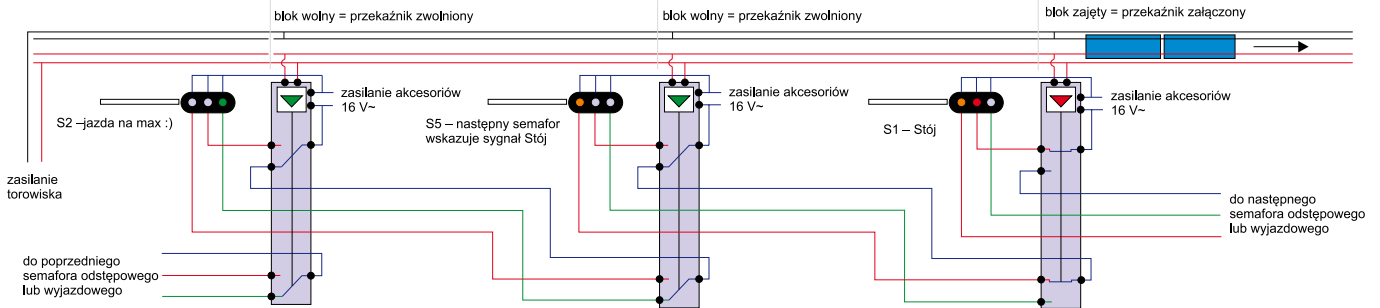 blok wolny = przekaźnik zwolniony
blok wolny = przekaźnik zwolniony
blok zajęty = przekaźnik załączony
zasilanie akcesoriów
16 V~
zasilanie akcesoriów
16 V~
zasilanie akcesoriów
16 V~
S2 –jazda na max :)
S5 – następny semafor
wskazuje sygnał Stój
S1 – Stój
zasilanie
torowiska
do następnego
semafora odstępowego
lub wyjazdowego
do poprzedniego
semafora odstępowego
lub wyjazdowego